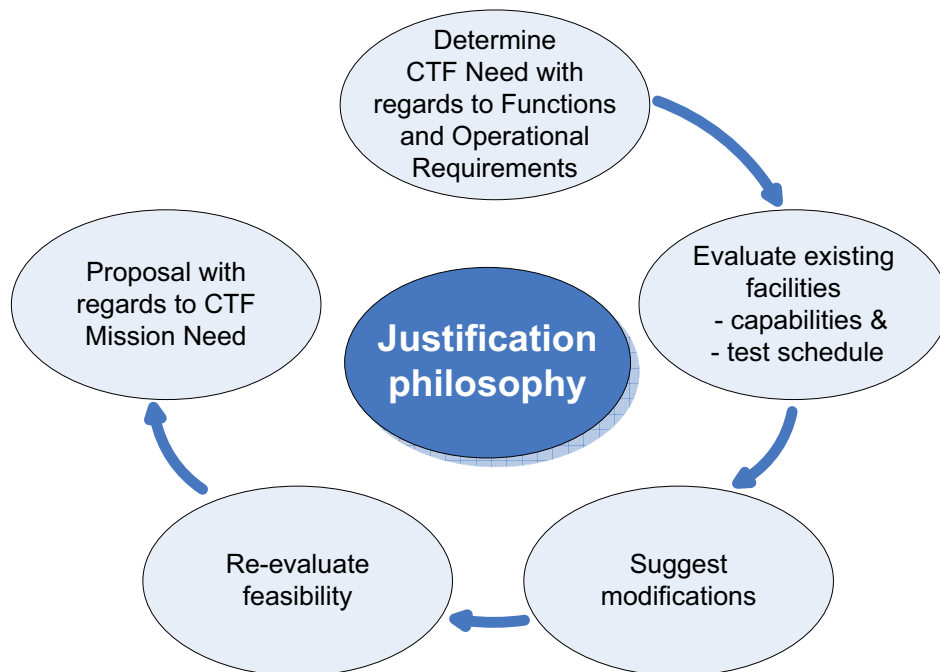 Determine
CTF Need with
regards to Functions
and Operational
Requirements
Evaluate existing
facilities
- capabilities &
- test schedule
Suggest
modifications
Re-evaluate
feasibility
Proposal with
regards to CTF
Mission Need
Justification
philosophy